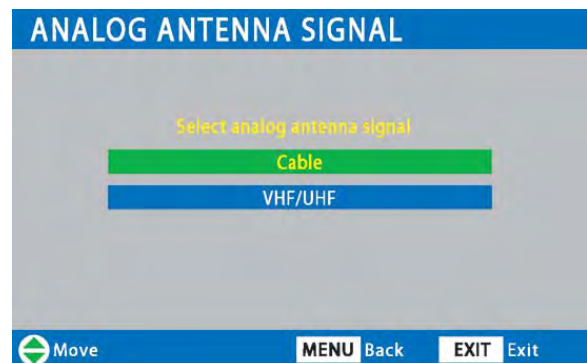 ANALOG ANTENNA SIGNAL
Select analog antenna signal
Cable
VHF/UHF
Move MENU Back EXIT Exit